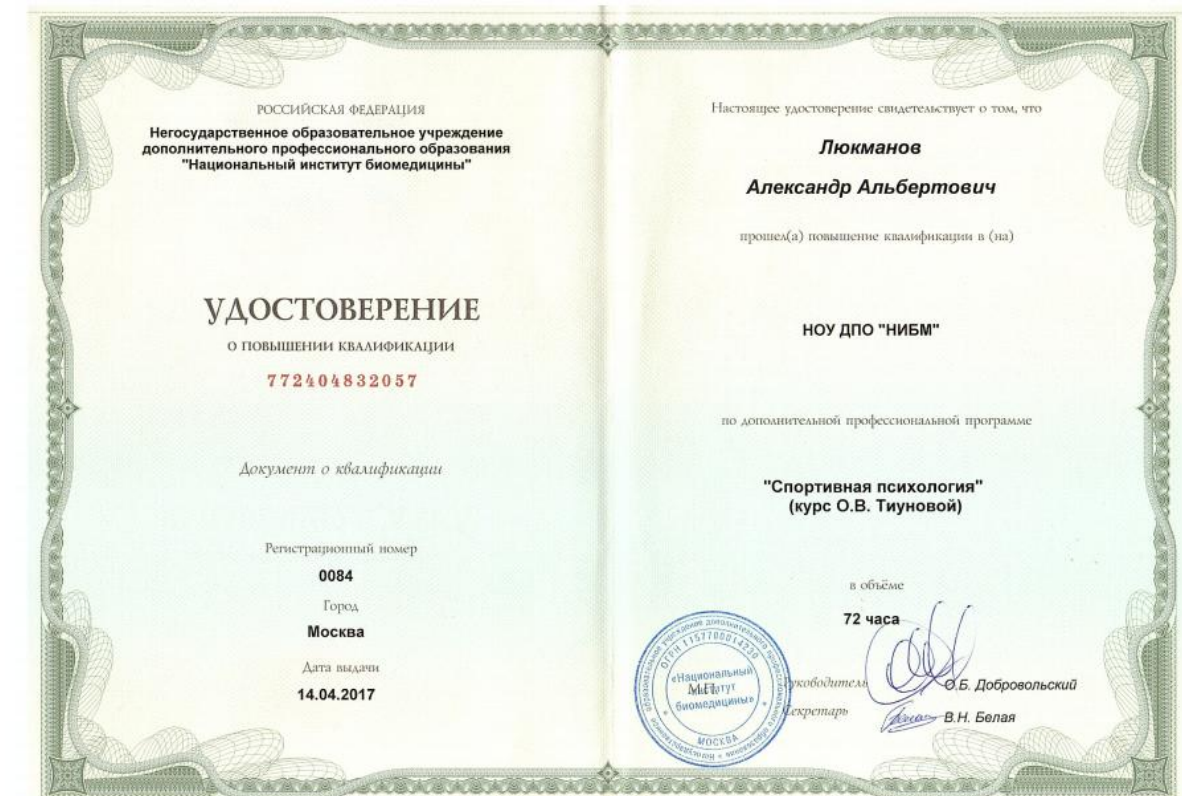 РОССИЙСКАЯ ФЕДЕРАЦИЯ
Негосударственное образовательное учреждение
дополнительного профессионального образования
"Национальный институт биомедицины"
УДОСТОВЕРЕНИЕ
О ПОВЫШЕНИИ КВАЛИФИКАЦИИ
772404832057
Документ о квалификации
Регистрационный номер
0084
Город
Москва
Дата выдачи
14.04.2017
Настоящее удостоверение свидетельствует о том, что
Люкманов
Александр Альбертович
прошел(а) повышение квалификации в (на)
НОУ ДПО "НИБМ"
по дополнительной профессиональной программе
"Спортивная психология"
(курс О.В. Тиуновой)
в объёме
72 часа
Руководитель
О.Б. Добровольский
Секретарь
В.Н. Белая
М.П.
«Национальный
институт
биомедицины»
ОГРН 1157700014230
МОСКВА